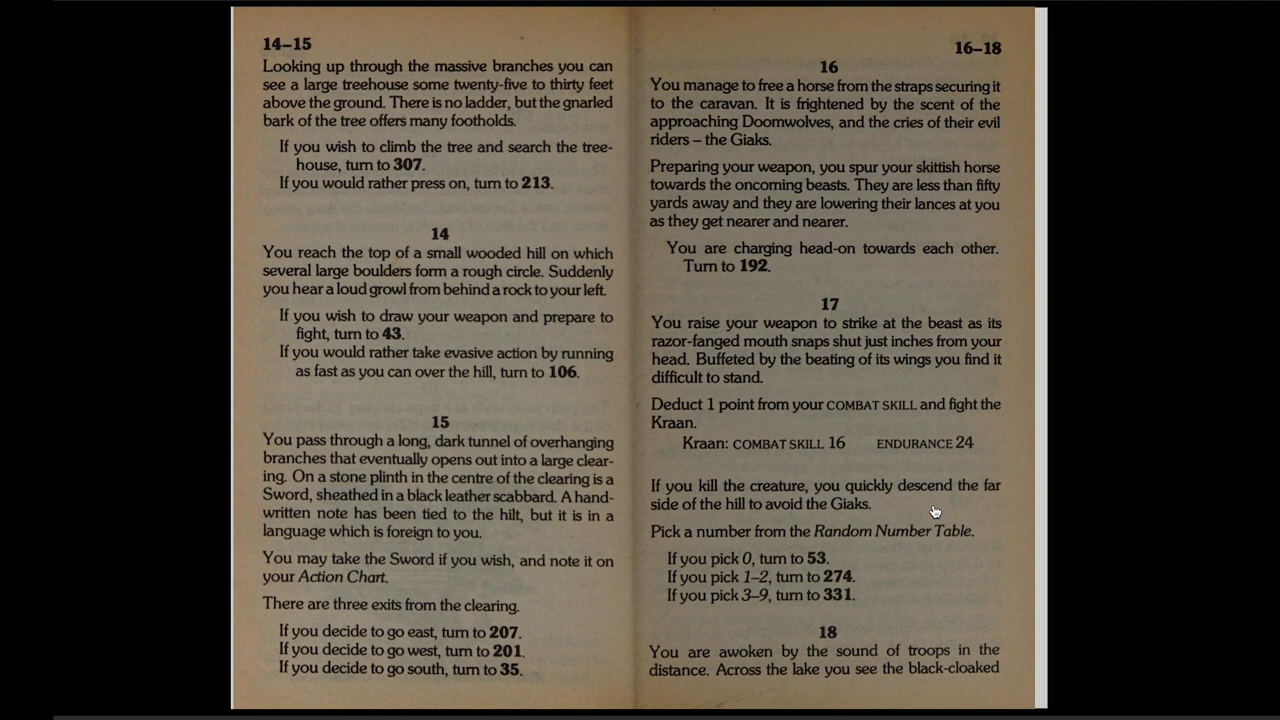 14–15
Looking up through the massive branches you can
see a large treehouse some twenty-five to thirty feet
above the ground. There is no ladder, but the gnarled
bark of the tree offers many footholds.
If you wish to climb the tree and search the tree-
house, turn to 307.
If you would rather press on, turn to 213.
14
You reach the top of a small wooded hill on which
several large boulders form a rough circle. Suddenly
you hear a loud growl from behind a rock to your left.
If you wish to draw your weapon and prepare to
fight, turn to 43.
If you would rather take evasive action by running
as fast as you can over the hill, turn to 106.
15
You pass through a long, dark tunnel of overhanging
branches that eventually opens out into a large clear-
ing. On a stone plinth in the centre of the clearing is a
Sword, sheathed in a black leather scabbard. A hand-
written note has been tied to the hilt, but it is in a
language which is foreign to you.
You may take the Sword if you wish, and note it on
your Action Chart.
There are three exits from the clearing.
If you decide to go east, turn to 207.
If you decide to go west, turn to 201.
If you decide to go south, turn to 35.
16–18
16
You manage to free a horse from the straps securing it
to the caravan. It is frightened by the scent of the
approaching Doomwolves, and the cries of their evil
riders – the Giaks.
Preparing your weapon, you spur your skittish horse
towards the oncoming beasts. They are less than fifty
yards away and they are lowering their lances at you
as they get nearer and nearer.
You are charging head-on towards each other.
Turn to 192.
17
You raise your weapon to strike at the beast as its
razor-fanged mouth snaps shut just inches from your
head. Buffeted by the beating of its wings you find it
difficult to stand.
Deduct 1 point from your COMBAT SKILL and fight the
Kraan.
Kraan: COMBAT SKILL 16 ENDURANCE 24
If you kill the creature, you quickly descend the far
side of the hill to avoid the Giaks.
Pick a number from the Random Number Table.
If you pick 0, turn to 53.
If you pick 1–2, turn to 274.
If you pick 3–9, turn to 331.
18
You are awoken by the sound of troops in the
distance. Across the lake you see the black-cloaked